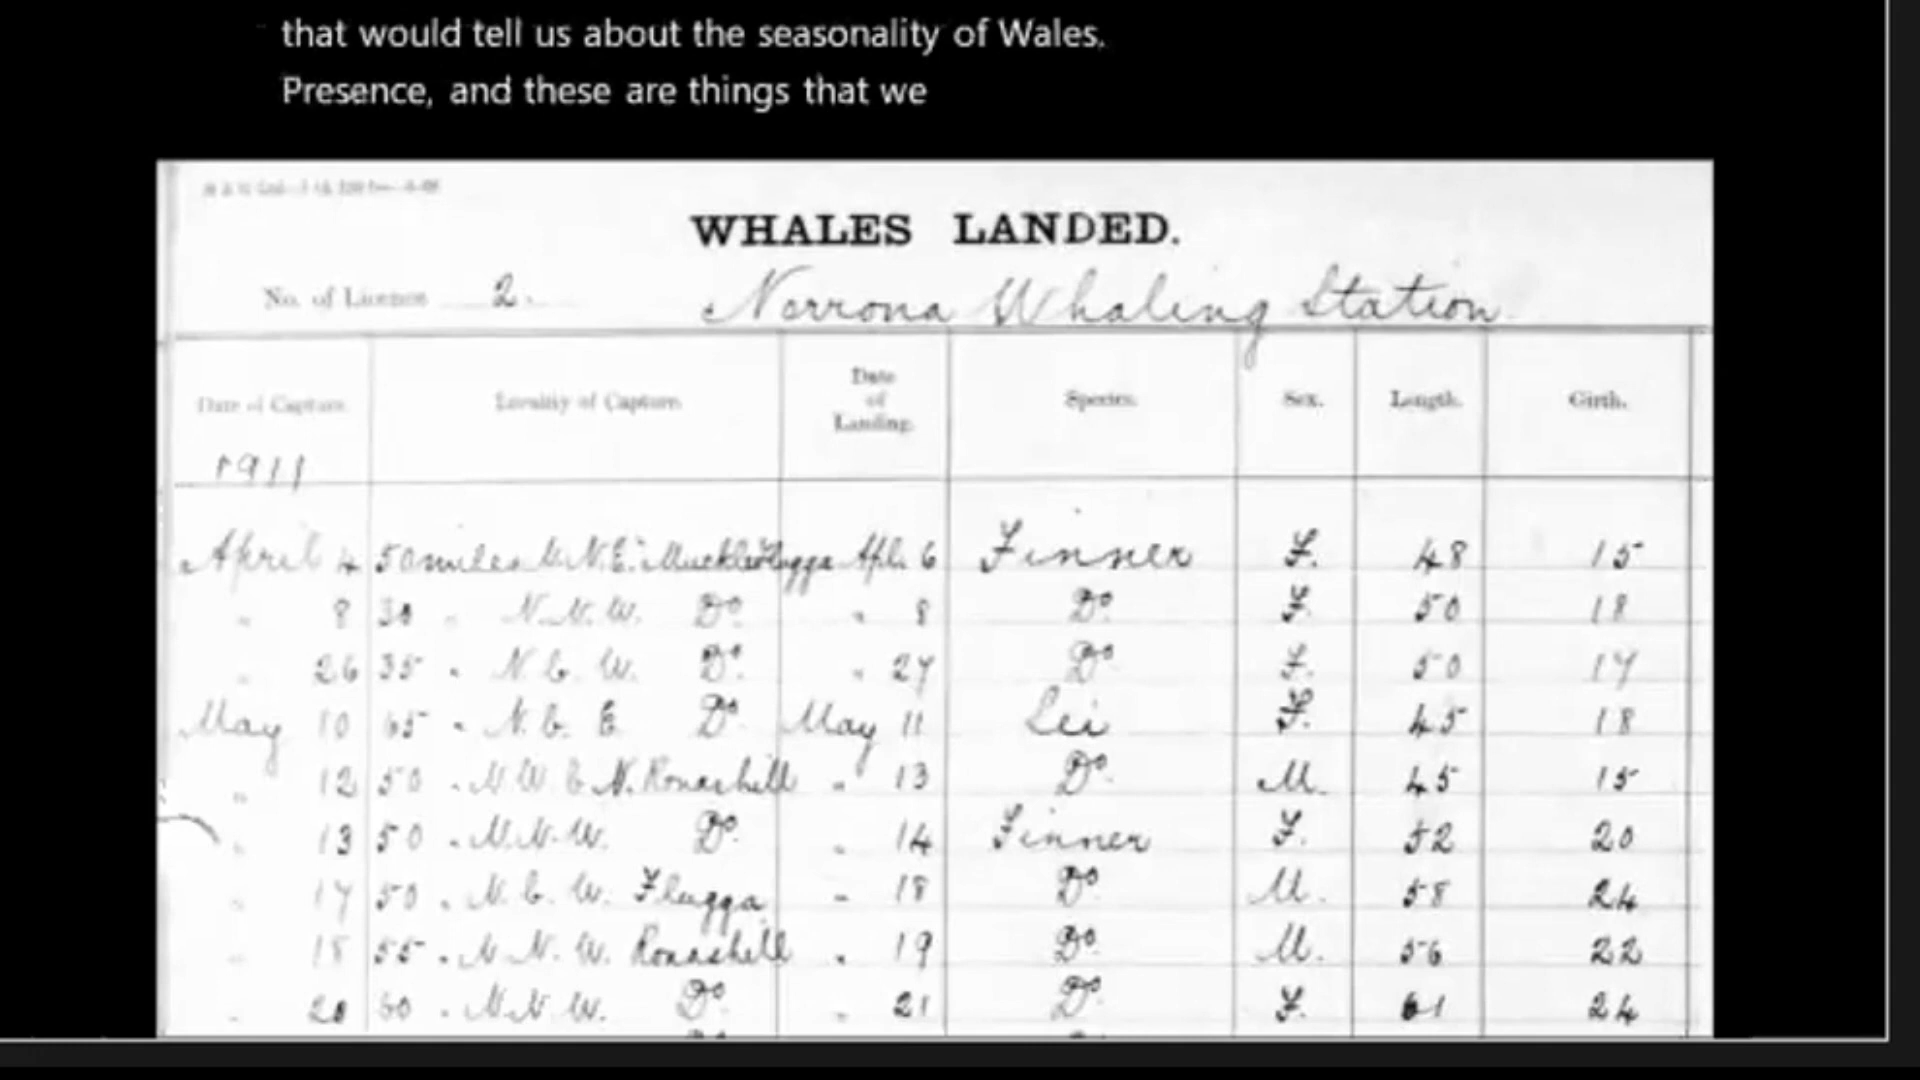 that would tell us about the seasonality of Wales.
Presence, and these are things that we
WHALES LANDED.
No. of Licence 2. Norrona Whaling Station
Date of Capture. Locality of Capture. Date of Landing. Species. Sex. Length. Girth.
1911
April 4 50 miles N.N.E. Muckle Flugga Apl. 6 Finner F. 48 15
" 8 30 " N.N.W. Do. " 8 Do F. 50 18
" 26 35 " N. b. W. Do. " 27 Do F. 50 17
May 10 65 " N. b. E. Do. May 11 Sei F. 45 18
" 12 50 " N.W. b N. Ronashill " 13 Do. M. 45 15
" 13 50 " N.N.W. Do. " 14 Finner F. 52 20
" 17 50 " N. b. W. Flugga " 18 Do M. 58 24
" 18 55 " N.N.W. Ronashill " 19 Do. M. 56 22
" 20 60 " N.N.W. Do. " 21 Do. F. 61 24